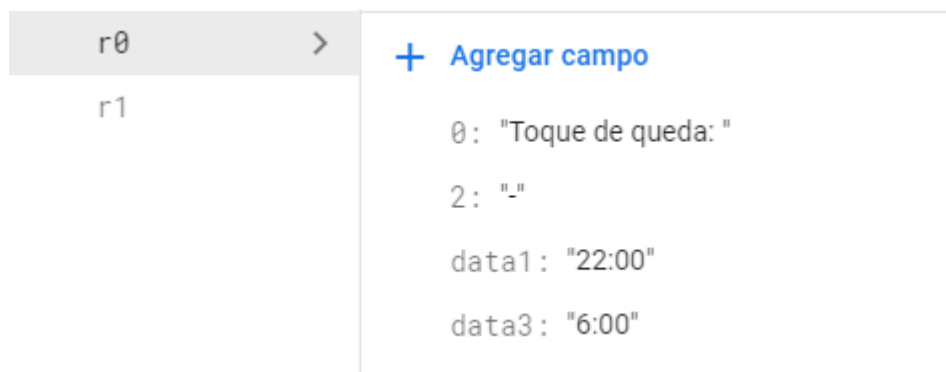 r0
r1
Agregar campo
0: "Toque de queda: "
2: "-"
data1: "22:00"
data3: "6:00"